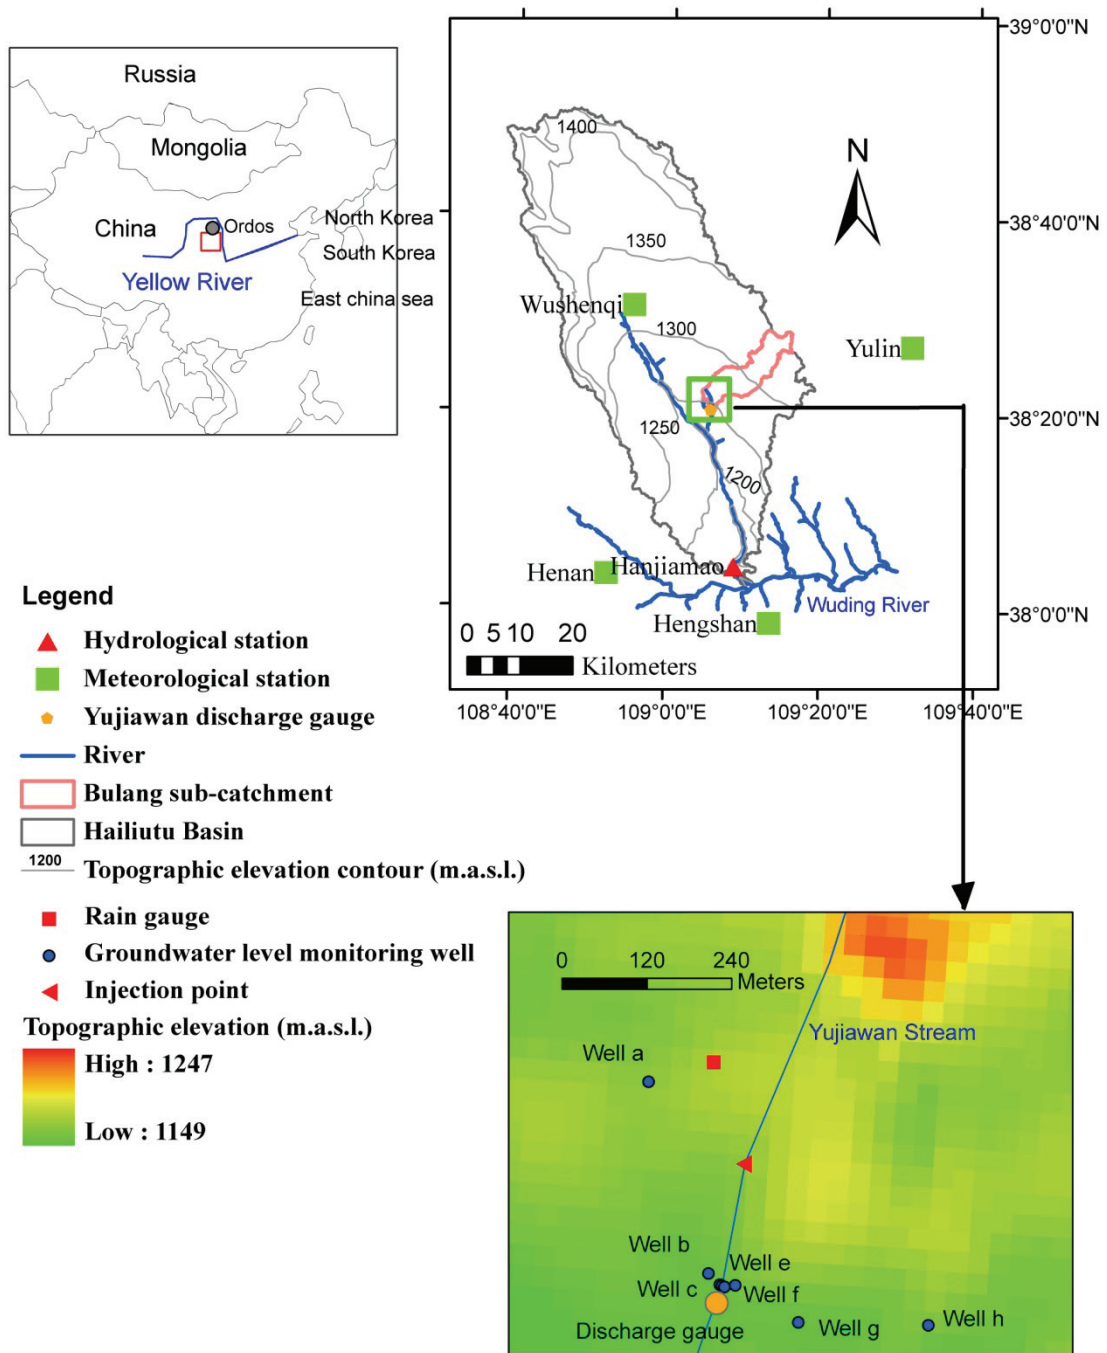 Russia
Mongolia
China
Ordos
North Korea
South Korea
Yellow River
East china sea
39°0'0"N
38°40'0"N
38°20'0"N
38°0'0"N
N
1400
1350
Wushenqi
1300
Yulin
1250
1200
Hanjiamao
Henan
Wuding River
Hengshan
0 5 10 20
Kilometers
108°40'0"E
109°0'0"E
109°20'0"E
109°40'0"E
Legend
Hydrological station
Meteorological station
Yujiawan discharge gauge
River
Bulang sub-catchment
Hailiutu Basin
1200
Topographic elevation contour (m.a.s.l.)
Rain gauge
Groundwater level monitoring well
Injection point
Topographic elevation (m.a.s.l.)
High : 1247
Low : 1149
0 120 240
Meters
Yujiawan Stream
Well a
Well b
Well e
Well c
Well f
Discharge gauge
Well g
Well h